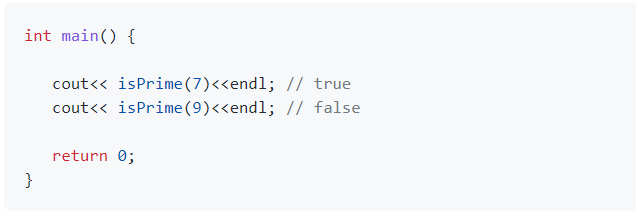 int main() {
cout<< isPrime(7)<<endl; // true
cout<< isPrime(9)<<endl; // false
return 0;
}